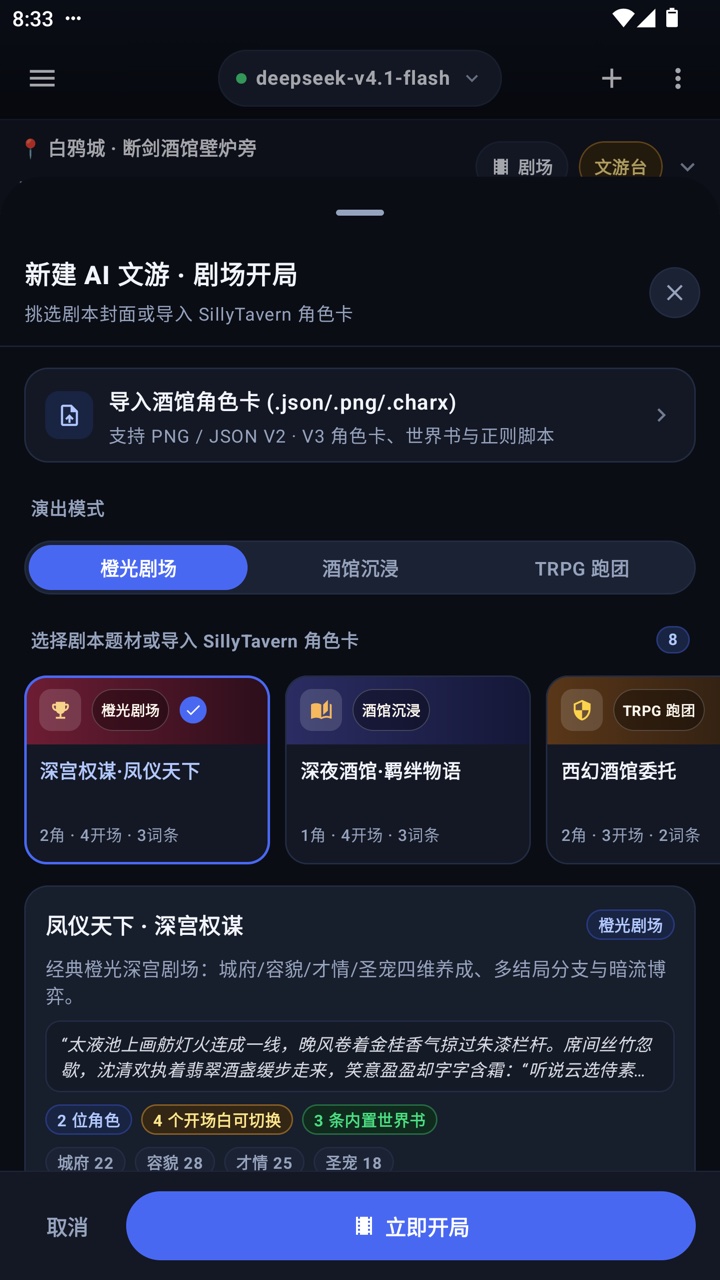 8:33
deepseek-v4.1-flash
白鸦城 · 断剑酒馆壁炉旁
剧场
文游台
新建 AI 文游 · 剧场开局
挑选剧本封面或导入 SillyTavern 角色卡
导入酒馆角色卡 (.json/.png/.charx)
支持 PNG / JSON V2 · V3 角色卡、世界书与正则脚本
演出模式
橙光剧场
酒馆沉浸
TRPG 跑团
选择剧本题材或导入 SillyTavern 角色卡
8
橙光剧场
深宫权谋·凤仪天下
2角 · 4开场 · 3词条
酒馆沉浸
深夜酒馆·羁绊物语
1角 · 4开场 · 3词条
TRPG 跑团
西幻酒馆委托
2角 · 3开场 · 2词条
凤仪天下 · 深宫权谋
橙光剧场
经典橙光深宫剧场：城府/容貌/才情/圣宠四维养成、多结局分支与暗流博
弈。
“太液池上画舫灯火连成一线，晚风卷着金桂香气掠过朱漆栏杆。席间丝竹忽
歇，沈清欢执着翡翠酒盏缓步走来，笑意盈盈却字字含霜：“听说云选侍素…
2 位角色
4 个开场白可切换
3 条内置世界书
城府 22
容貌 28
才情 25
圣宠 18
取消
立即开局